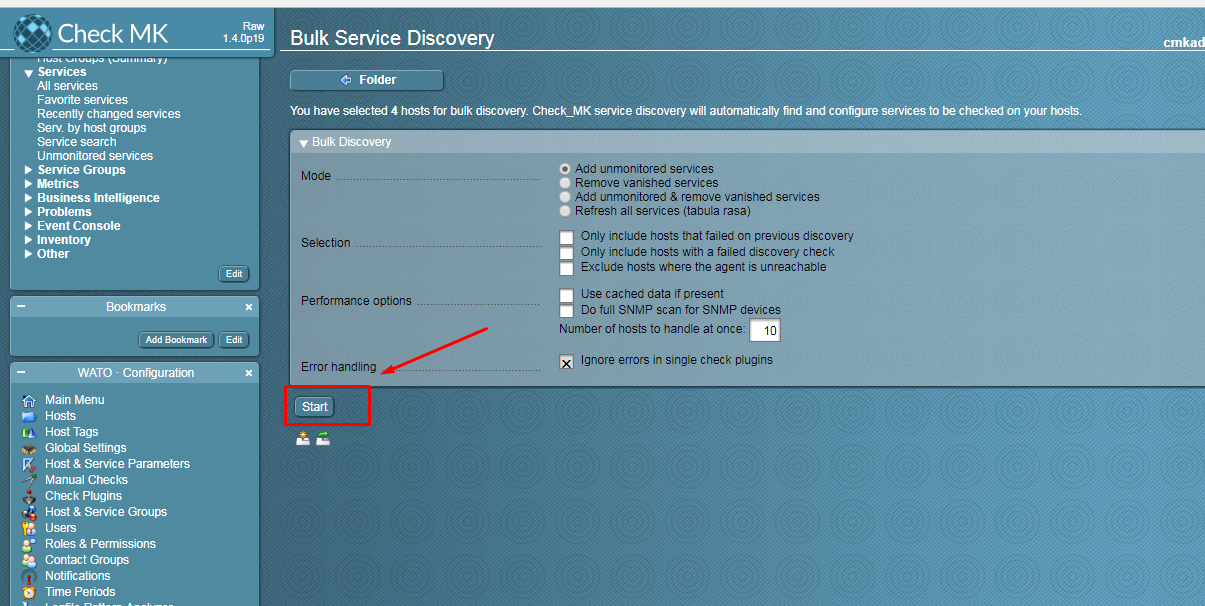 Check MK
Raw
1.4.0p19
Host Groups (Summary)
Services
All services
Favorite services
Recently changed services
Serv. by host groups
Service search
Unmonitored services
Service Groups
Metrics
Business Intelligence
Problems
Event Console
Inventory
Other
Edit
Bookmarks
Add Bookmark
Edit
WATO · Configuration
Main Menu
Hosts
Host Tags
Global Settings
Host & Service Parameters
Manual Checks
Check Plugins
Host & Service Groups
Users
Roles & Permissions
Contact Groups
Notifications
Time Periods
Logfile Pattern Analyzer
Bulk Service Discovery
cmkad
Folder
You have selected 4 hosts for bulk discovery. Check_MK service discovery will automatically find and configure services to be checked on your hosts.
Bulk Discovery
Mode
Add unmonitored services
Remove vanished services
Add unmonitored & remove vanished services
Refresh all services (tabula rasa)
Selection
Only include hosts that failed on previous discovery
Only include hosts with a failed discovery check
Exclude hosts where the agent is unreachable
Performance options
Use cached data if present
Do full SNMP scan for SNMP devices
Number of hosts to handle at once: 10
Error handling
Ignore errors in single check plugins
Start